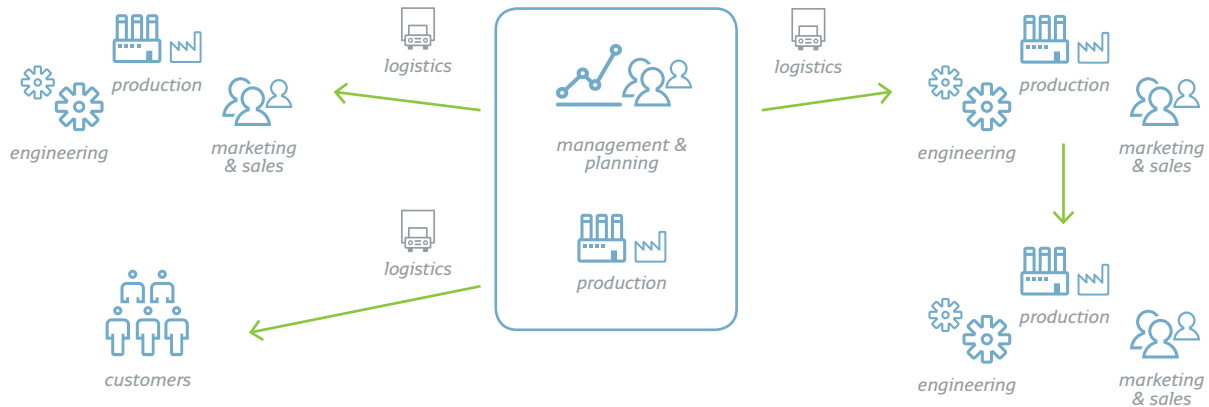 logistics
logistics
production
production
engineering
marketing
& sales
management &
planning
engineering
marketing
& sales
logistics
production
production
customers
engineering
marketing
& sales